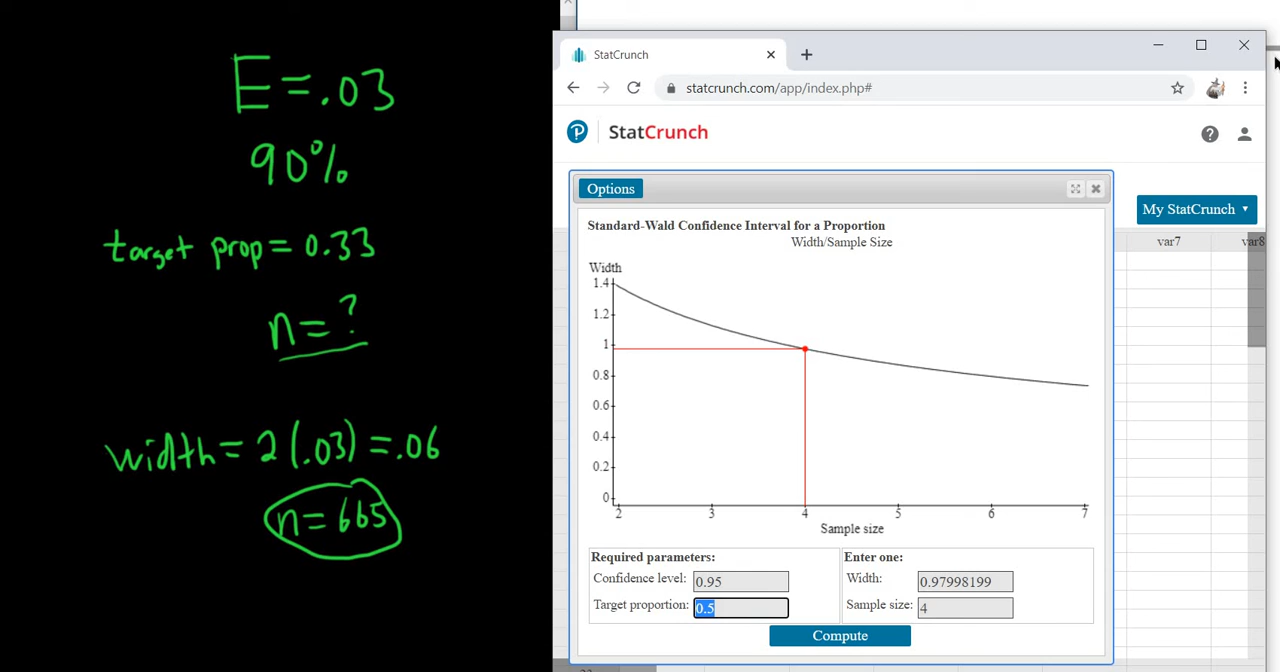 E = .03
90%
target prop = 0.33
n = ?
width = 2 (.03) = .06
n = 665
StatCrunch
statcrunch.com/app/index.php#
P StatCrunch
?
Options
My StatCrunch
Standard-Wald Confidence Interval for a Proportion
Width/Sample Size
var7 var8
Width
1.4
1.2
1
0.8
0.6
0.4
0.2
0
2 3 4 5 6 7
Sample size
Required parameters: Enter one:
Confidence level: 0.95 Width: 0.97998199
Target proportion: 0.5 Sample size: 4
Compute